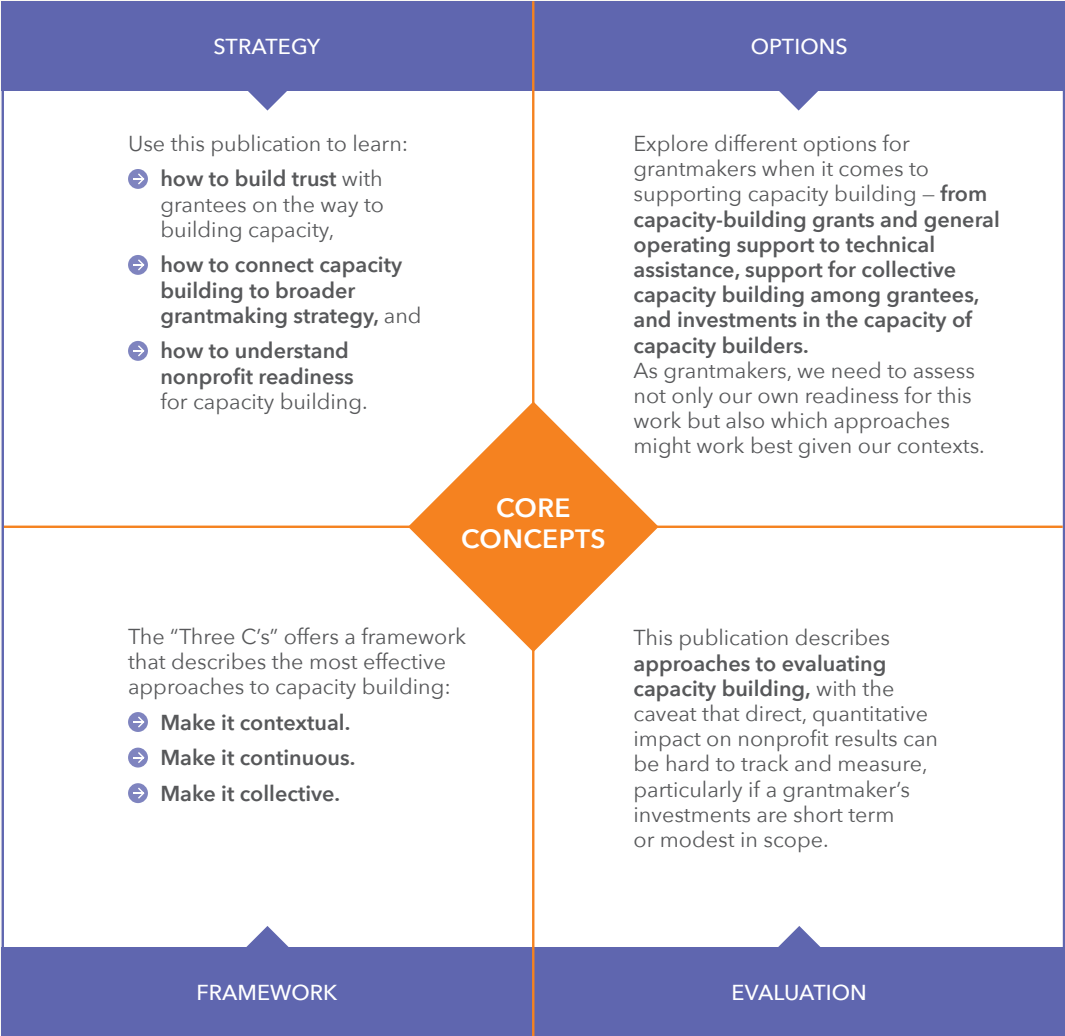 STRATEGY
Use this publication to learn:
how to build trust with
grantees on the way to
building capacity,
how to connect capacity
building to broader
grantmaking strategy, and
how to understand
nonprofit readiness
for capacity building.
OPTIONS
Explore different options for
grantmakers when it comes to
supporting capacity building — from
capacity-building grants and general
operating support to technical
assistance, support for collective
capacity building among grantees,
and investments in the capacity of
capacity builders.
As grantmakers, we need to assess
not only our own readiness for this
work but also which approaches
might work best given our contexts.
CORE
CONCEPTS
The “Three C’s” offers a framework
that describes the most effective
approaches to capacity building:
Make it contextual.
Make it continuous.
Make it collective.
FRAMEWORK
This publication describes
approaches to evaluating
capacity building, with the
caveat that direct, quantitative
impact on nonprofit results can
be hard to track and measure,
particularly if a grantmaker’s
investments are short term
or modest in scope.
EVALUATION